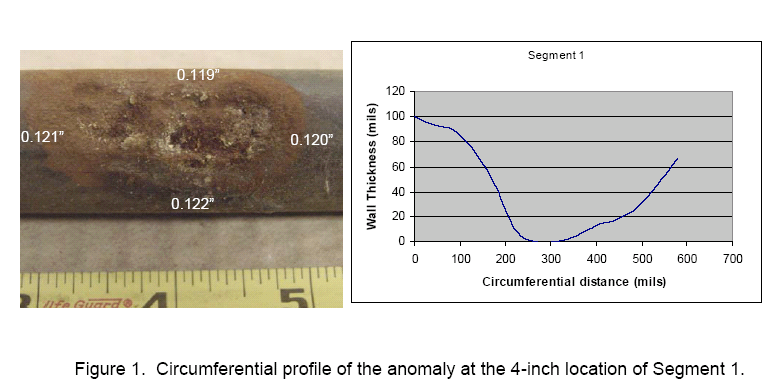 0.119”
0.121”
0.120”
0.122”
life Guard®
4
5
Segment 1
Wall Thickness (mils)
120
100
80
60
40
20
0
0 100 200 300 400 500 600 700
Circumferential distance (mils)
Figure 1. Circumferential profile of the anomaly at the 4-inch location of Segment 1.